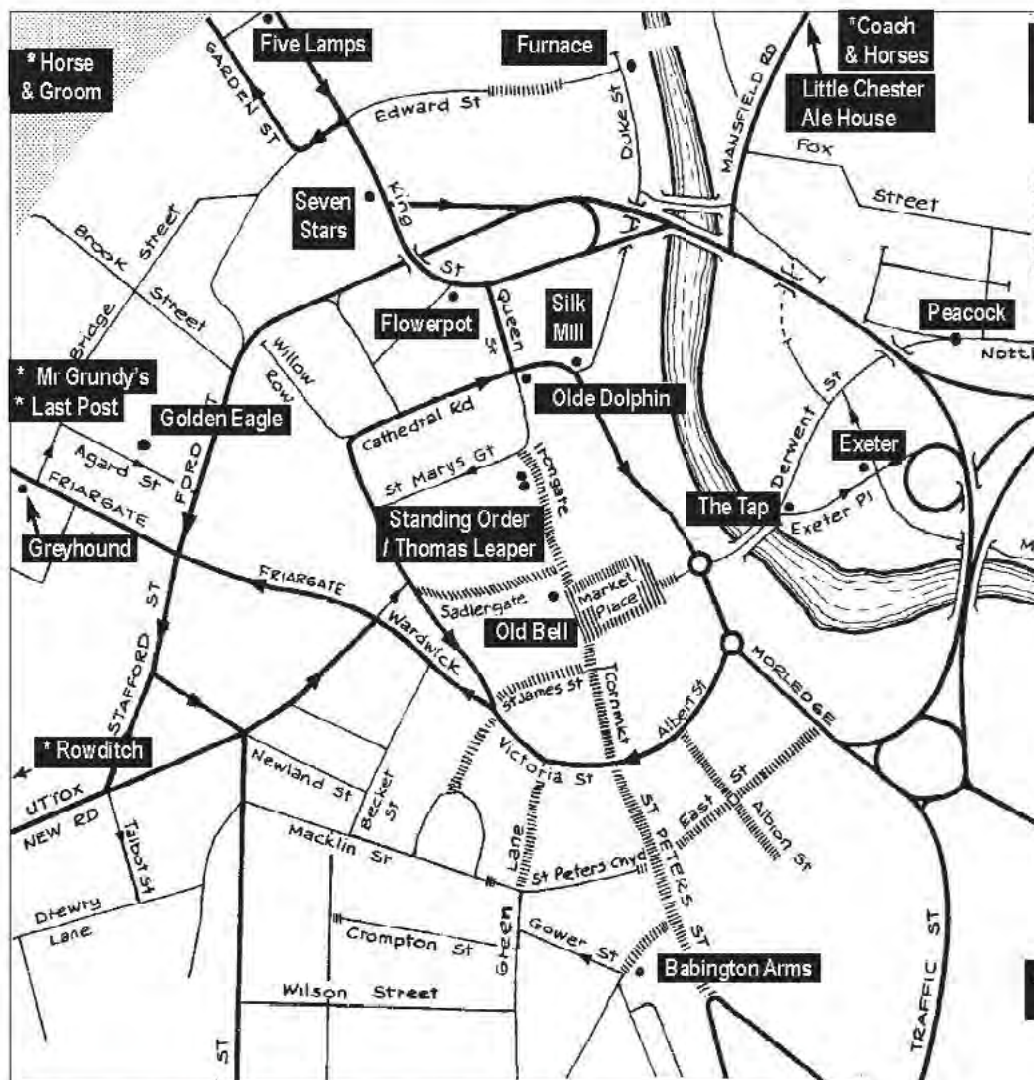 * Horse
& Groom
GARDEN ST
Five Lamps
Furnace
*Coach
& Horses
MANSFIELD RD
Little Chester
Ale House
Edward St
Duke St
Fox
Street
Seven
Stars
King
St
Brook
Street
Street
Bridge
Flowerpot
Queen
St
Silk
Mill
Peacock
* Mr Grundy's
* Last Post
Golden Eagle
Willow
Row
Cathedral Rd
Olde Dolphin
Derwent St
Exeter
Agard St
FORD
ST
FRIARGATE
St Marys Gt
Irongate
The Tap
Exeter Pl
Greyhound
Standing Order
/ Thomas Leaper
FRIARGATE
Sadlergate
Market
Place
Old Bell
Wardwick
St James St
Cornmkt
Albert St
MORLEDGE
STAFFORD
ST
* Rowditch
UTTOX
NEW RD
Newland St
Becket
St
Victoria St
East St
Albion St
ST PETERS ST
Talbot St
Macklin St
Lane
St Peters Chyd
Drewry
Lane
Crompton St
Green
Gower St
Babington Arms
Wilson Street
ST
TRAFFIC ST